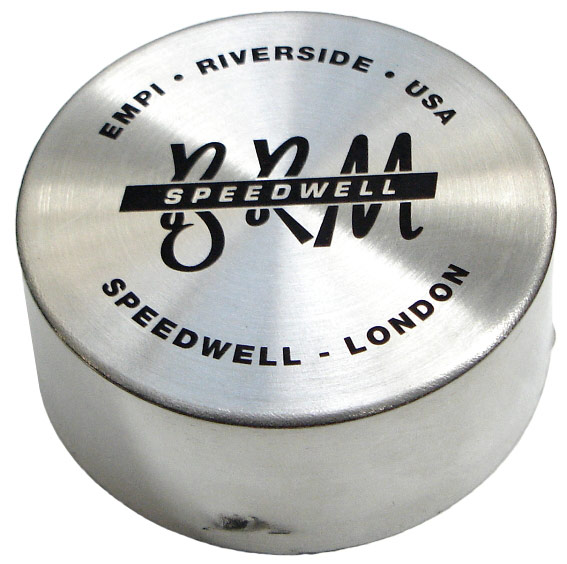 EMPI • RIVERSIDE • USA
BRM
SPEEDWELL
SPEEDWELL - LONDON